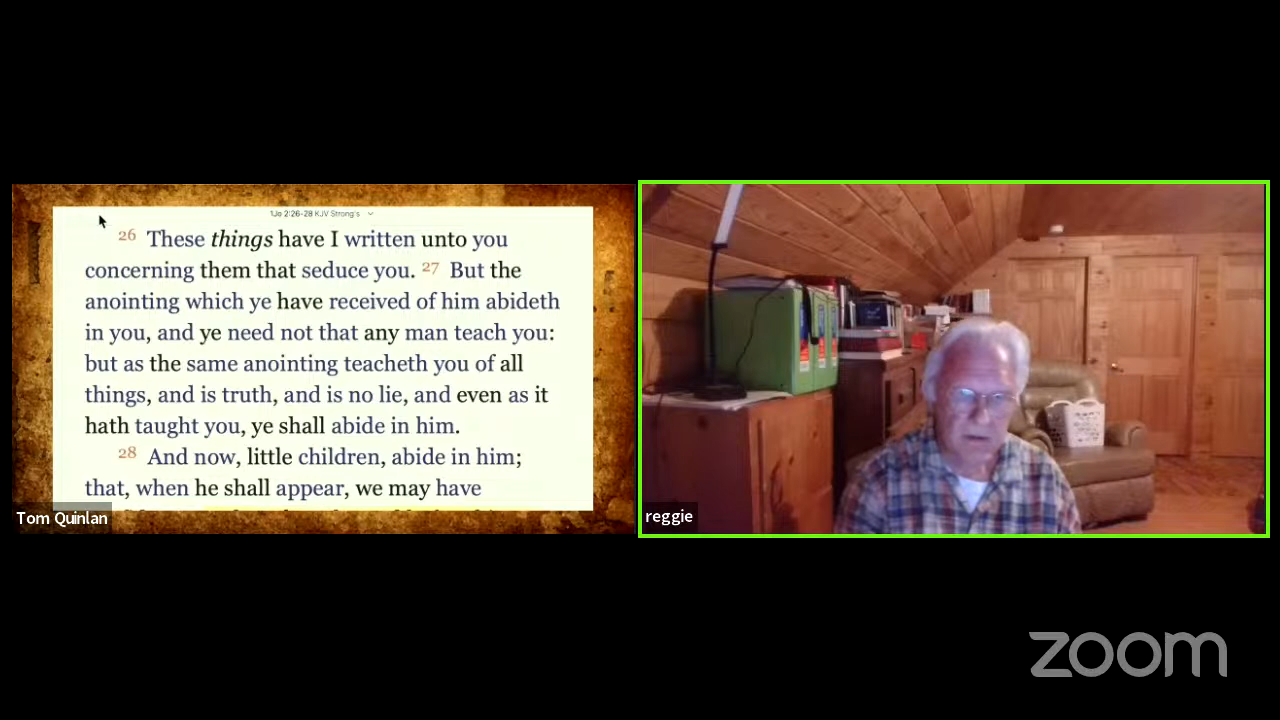 1Jo 2:26-28 KJV Strong's
26 These things have I written unto you
concerning them that seduce you. 27 But the
anointing which ye have received of him abideth
in you, and ye need not that any man teach you:
but as the same anointing teacheth you of all
things, and is truth, and is no lie, and even as it
hath taught you, ye shall abide in him.
28 And now, little children, abide in him;
that, when he shall appear, we may have
Tom Quinlan
reggie
zoom